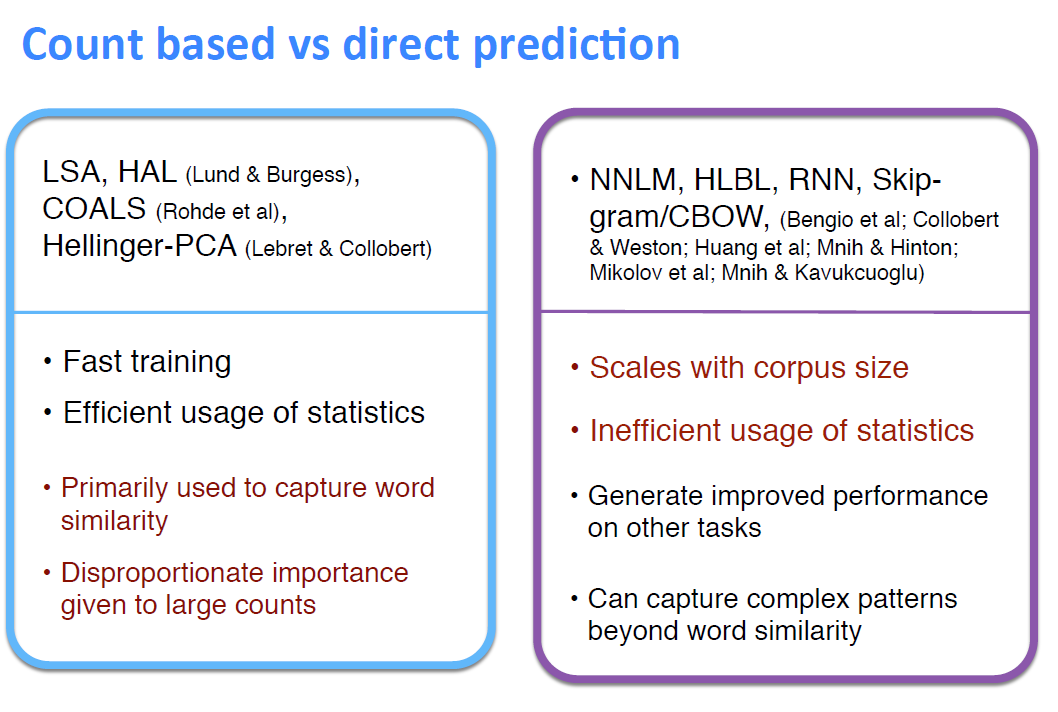 Count based vs direct prediction
LSA, HAL (Lund & Burgess),
COALS (Rohde et al),
Hellinger-PCA (Lebret & Collobert)
• Fast training
• Efficient usage of statistics
• Primarily used to capture word
similarity
• Disproportionate importance
given to large counts
• NNLM, HLBL, RNN, Skip-
gram/CBOW, (Bengio et al; Collobert
& Weston; Huang et al; Mnih & Hinton;
Mikolov et al; Mnih & Kavukcuoglu)
• Scales with corpus size
• Inefficient usage of statistics
• Generate improved performance
on other tasks
• Can capture complex patterns
beyond word similarity